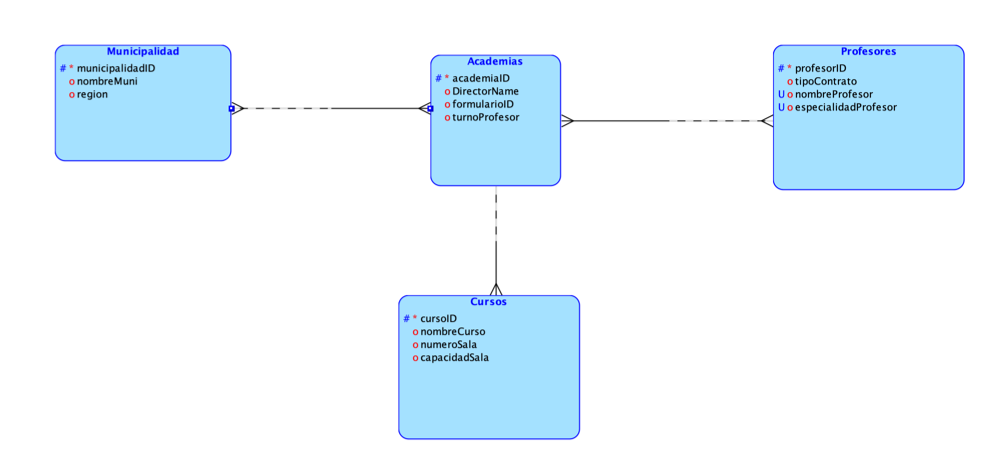 Municipalidad
# * municipalidadID
o nombreMuni
o region
Academias
# * academiaID
o DirectorName
o formularioID
o turnoProfesor
Profesores
# * profesorID
o tipoContrato
U o nombreProfesor
U o especialidadProfesor
Cursos
# * cursoID
o nombreCurso
o numeroSala
o capacidadSala